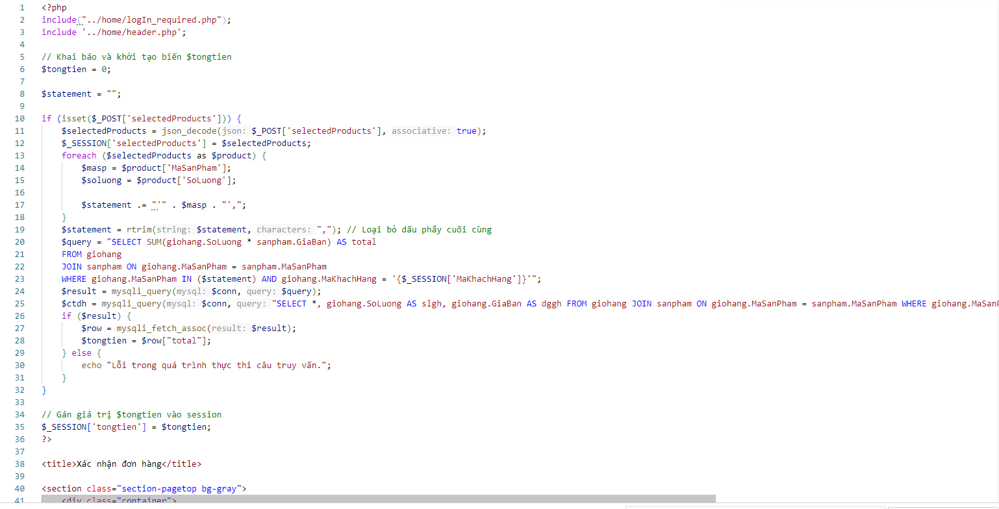 1 <?php
2 include("../home/logIn_required.php");
3 include '../home/header.php';
4
5 // Khai báo và khởi tạo biến $tongtien
6 $tongtien = 0;
7
8 $statement = "";
9
10 if (isset($_POST['selectedProducts'])) {
11 $selectedProducts = json_decode(json: $_POST['selectedProducts'], associative: true);
12 $_SESSION['selectedProducts'] = $selectedProducts;
13 foreach ($selectedProducts as $product) {
14 $masp = $product['MaSanPham'];
15 $soluong = $product['SoLuong'];
16
17 $statement .= "'" . $masp . "',";
18 }
19 $statement = rtrim(string: $statement, characters: ","); // Loại bỏ dấu phẩy cuối cùng
20 $query = "SELECT SUM(giohang.SoLuong * sanpham.GiaBan) AS total
21 FROM giohang
22 JOIN sanpham ON giohang.MaSanPham = sanpham.MaSanPham
23 WHERE giohang.MaSanPham IN ($statement) AND giohang.MaKhachHang = '{$_SESSION['MaKhachHang']}'";
24 $result = mysqli_query(mysql: $conn, query: $query);
25 $ctdh = mysqli_query(mysql: $conn, query: "SELECT *, giohang.SoLuong AS slgh, giohang.GiaBan AS dggh FROM giohang JOIN sanpham ON giohang.MaSanPham = sanpham.MaSanPham WHERE giohang.MaSanP
26 if ($result) {
27 $row = mysqli_fetch_assoc(result: $result);
28 $tongtien = $row["total"];
29 } else {
30 echo "Lỗi trong quá trình thực thi câu truy vấn.";
31 }
32 }
33
34 // Gán giá trị $tongtien vào session
35 $_SESSION['tongtien'] = $tongtien;
36 ?>
37
38 <title>Xác nhận đơn hàng</title>
39
40 <section class="section-pagetop bg-gray">
41 <div class="container">